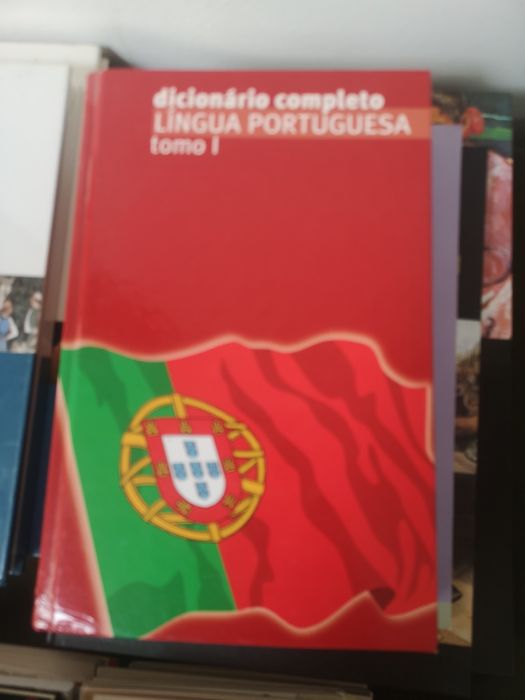 dicionário completo
LÍNGUA PORTUGUESA
tomo I